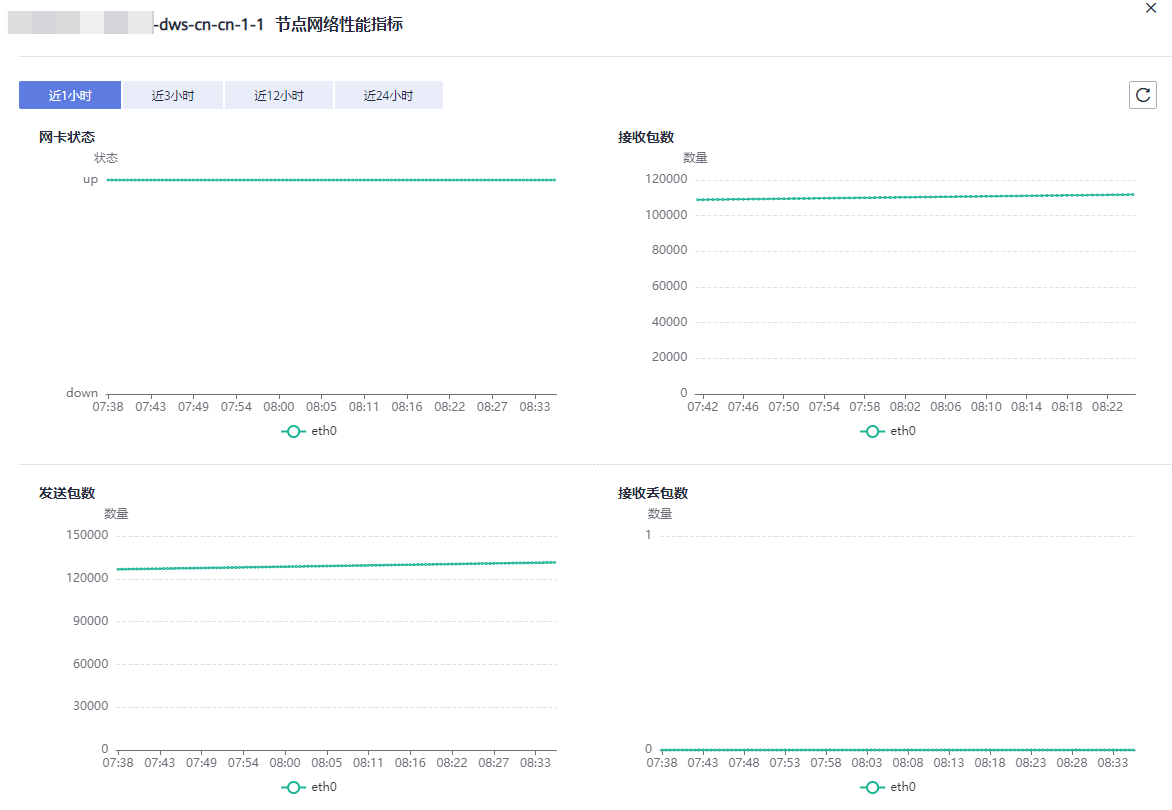 -dws-cn-cn-1-1 节点网络性能指标
近1小时 近3小时 近12小时 近24小时
网卡状态
状态
up
down
07:38 07:43 07:49 07:54 08:00 08:05 08:11 08:16 08:22 08:27 08:33
eth0
接收包数
数量
120000
100000
80000
60000
40000
20000
0
07:42 07:46 07:50 07:54 07:58 08:02 08:06 08:10 08:14 08:18 08:22
eth0
发送包数
数量
150000
120000
90000
60000
30000
0
07:38 07:43 07:49 07:54 08:00 08:05 08:11 08:16 08:22 08:27 08:33
eth0
接收丢包数
数量
1
0
07:38 07:43 07:48 07:53 07:58 08:03 08:08 08:13 08:18 08:23 08:28 08:33
eth0